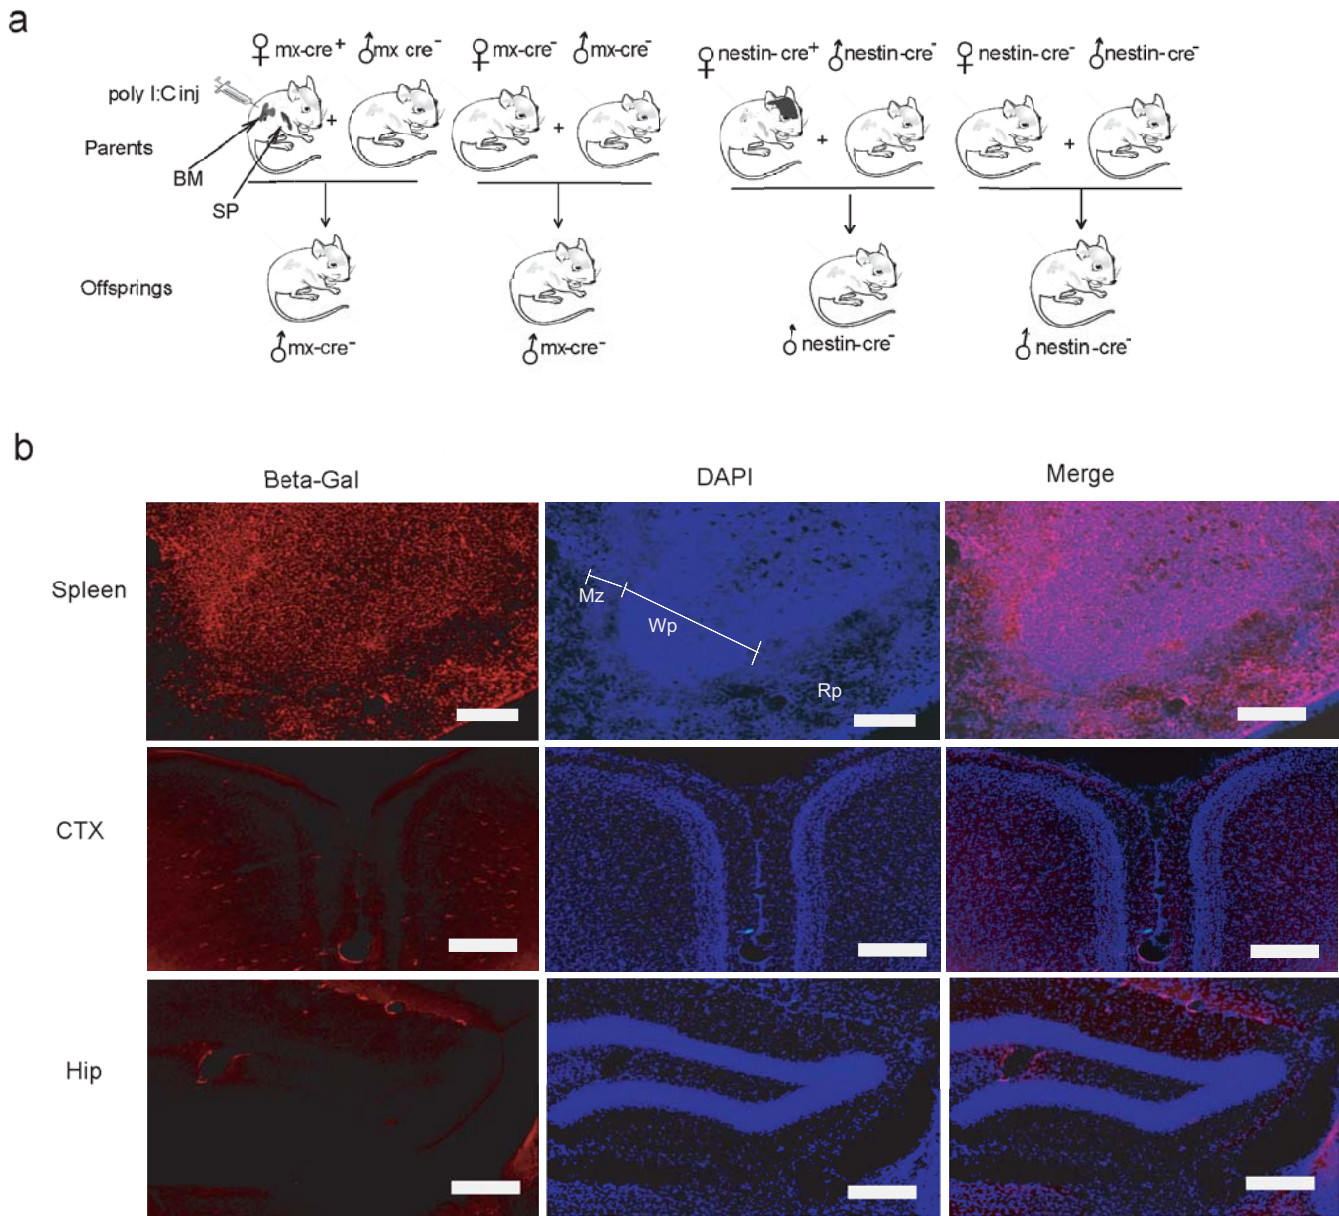 a
♀mx-cre⁺ ♂mx cre⁻ ♀mx-cre⁻ ♂mx-cre⁻ ♀nestin-cre⁺ ♂nestin-cre⁻ ♀nestin-cre⁻ ♂nestin-cre⁻
poly I:C inj
Parents + + + +
BM
SP
Offsprings
♂mx-cre⁻ ♂mx-cre⁻ ♂nestin-cre⁻ ♂nestin-cre⁻
b
Beta-Gal DAPI Merge
Spleen
Mz
Wp
Rp
CTX
Hip